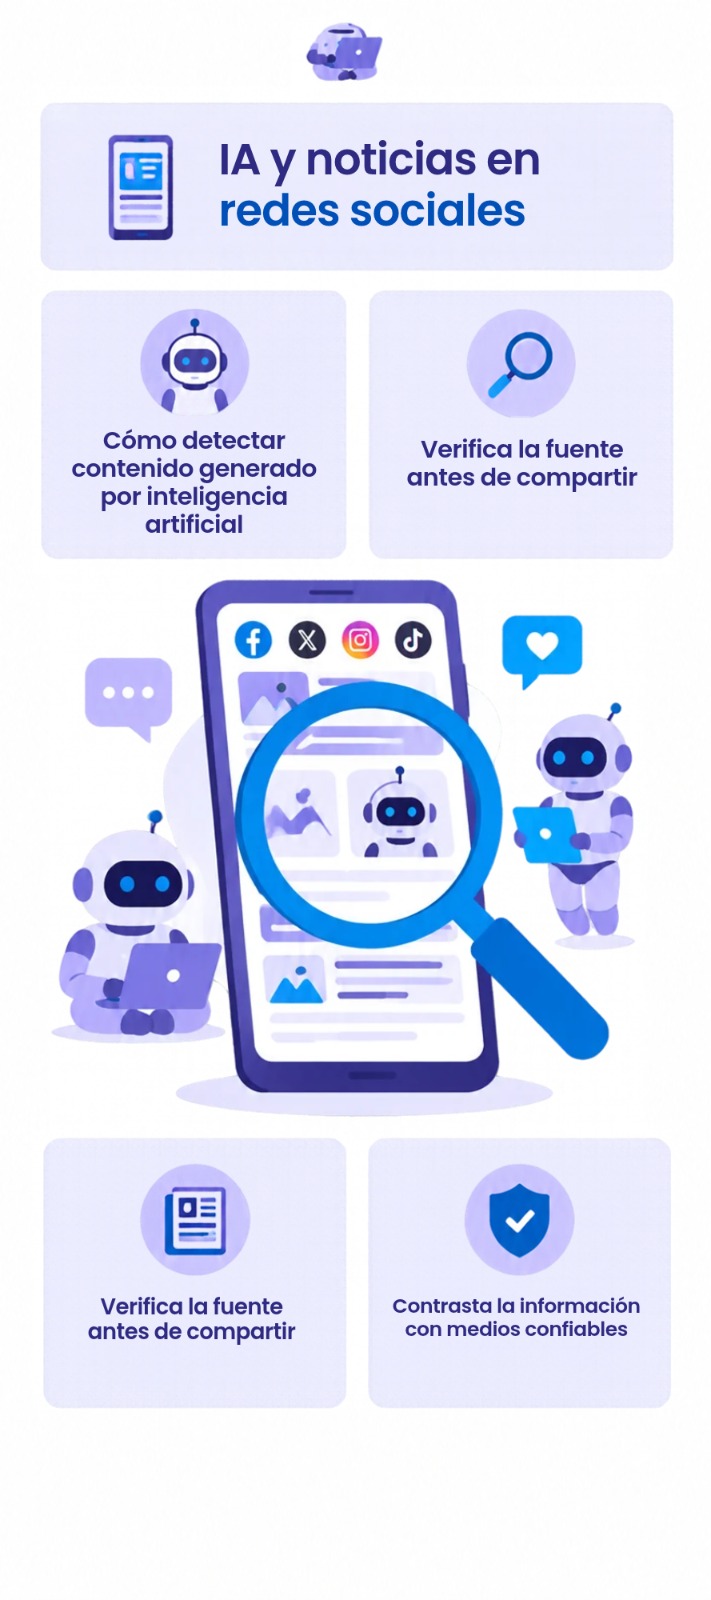 IA y noticias en
redes sociales
Cómo detectar
contenido generado
por inteligencia
artificial
Verifica la fuente
antes de compartir
Verifica la fuente
antes de compartir
Contrasta la información
con medios confiables